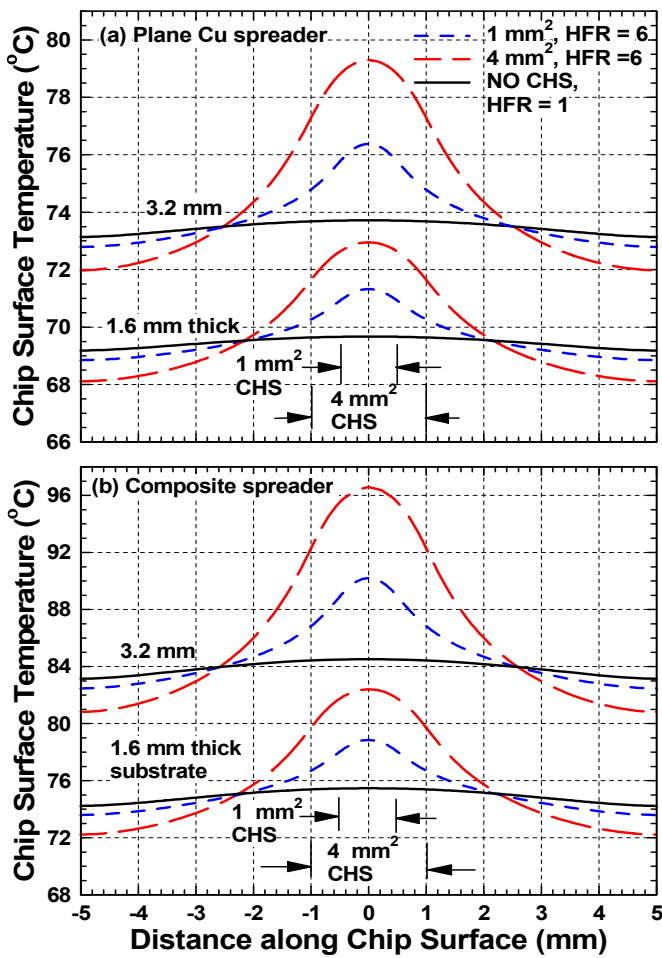 (a) Plane Cu spreader
1 mm², HFR = 6
4 mm², HFR =6
NO CHS,
HFR = 1
80
78
76
74
72
70
68
66
Chip Surface Temperature (°C)
3.2 mm
1.6 mm thick
1 mm²
CHS
4 mm²
CHS
(b) Composite spreader
96
92
88
84
80
76
72
68
Chip Surface Temperature (°C)
3.2 mm
1.6 mm thick
substrate
1 mm²
CHS
4 mm²
CHS
-5 -4 -3 -2 -1 0 1 2 3 4 5
Distance along Chip Surface (mm)